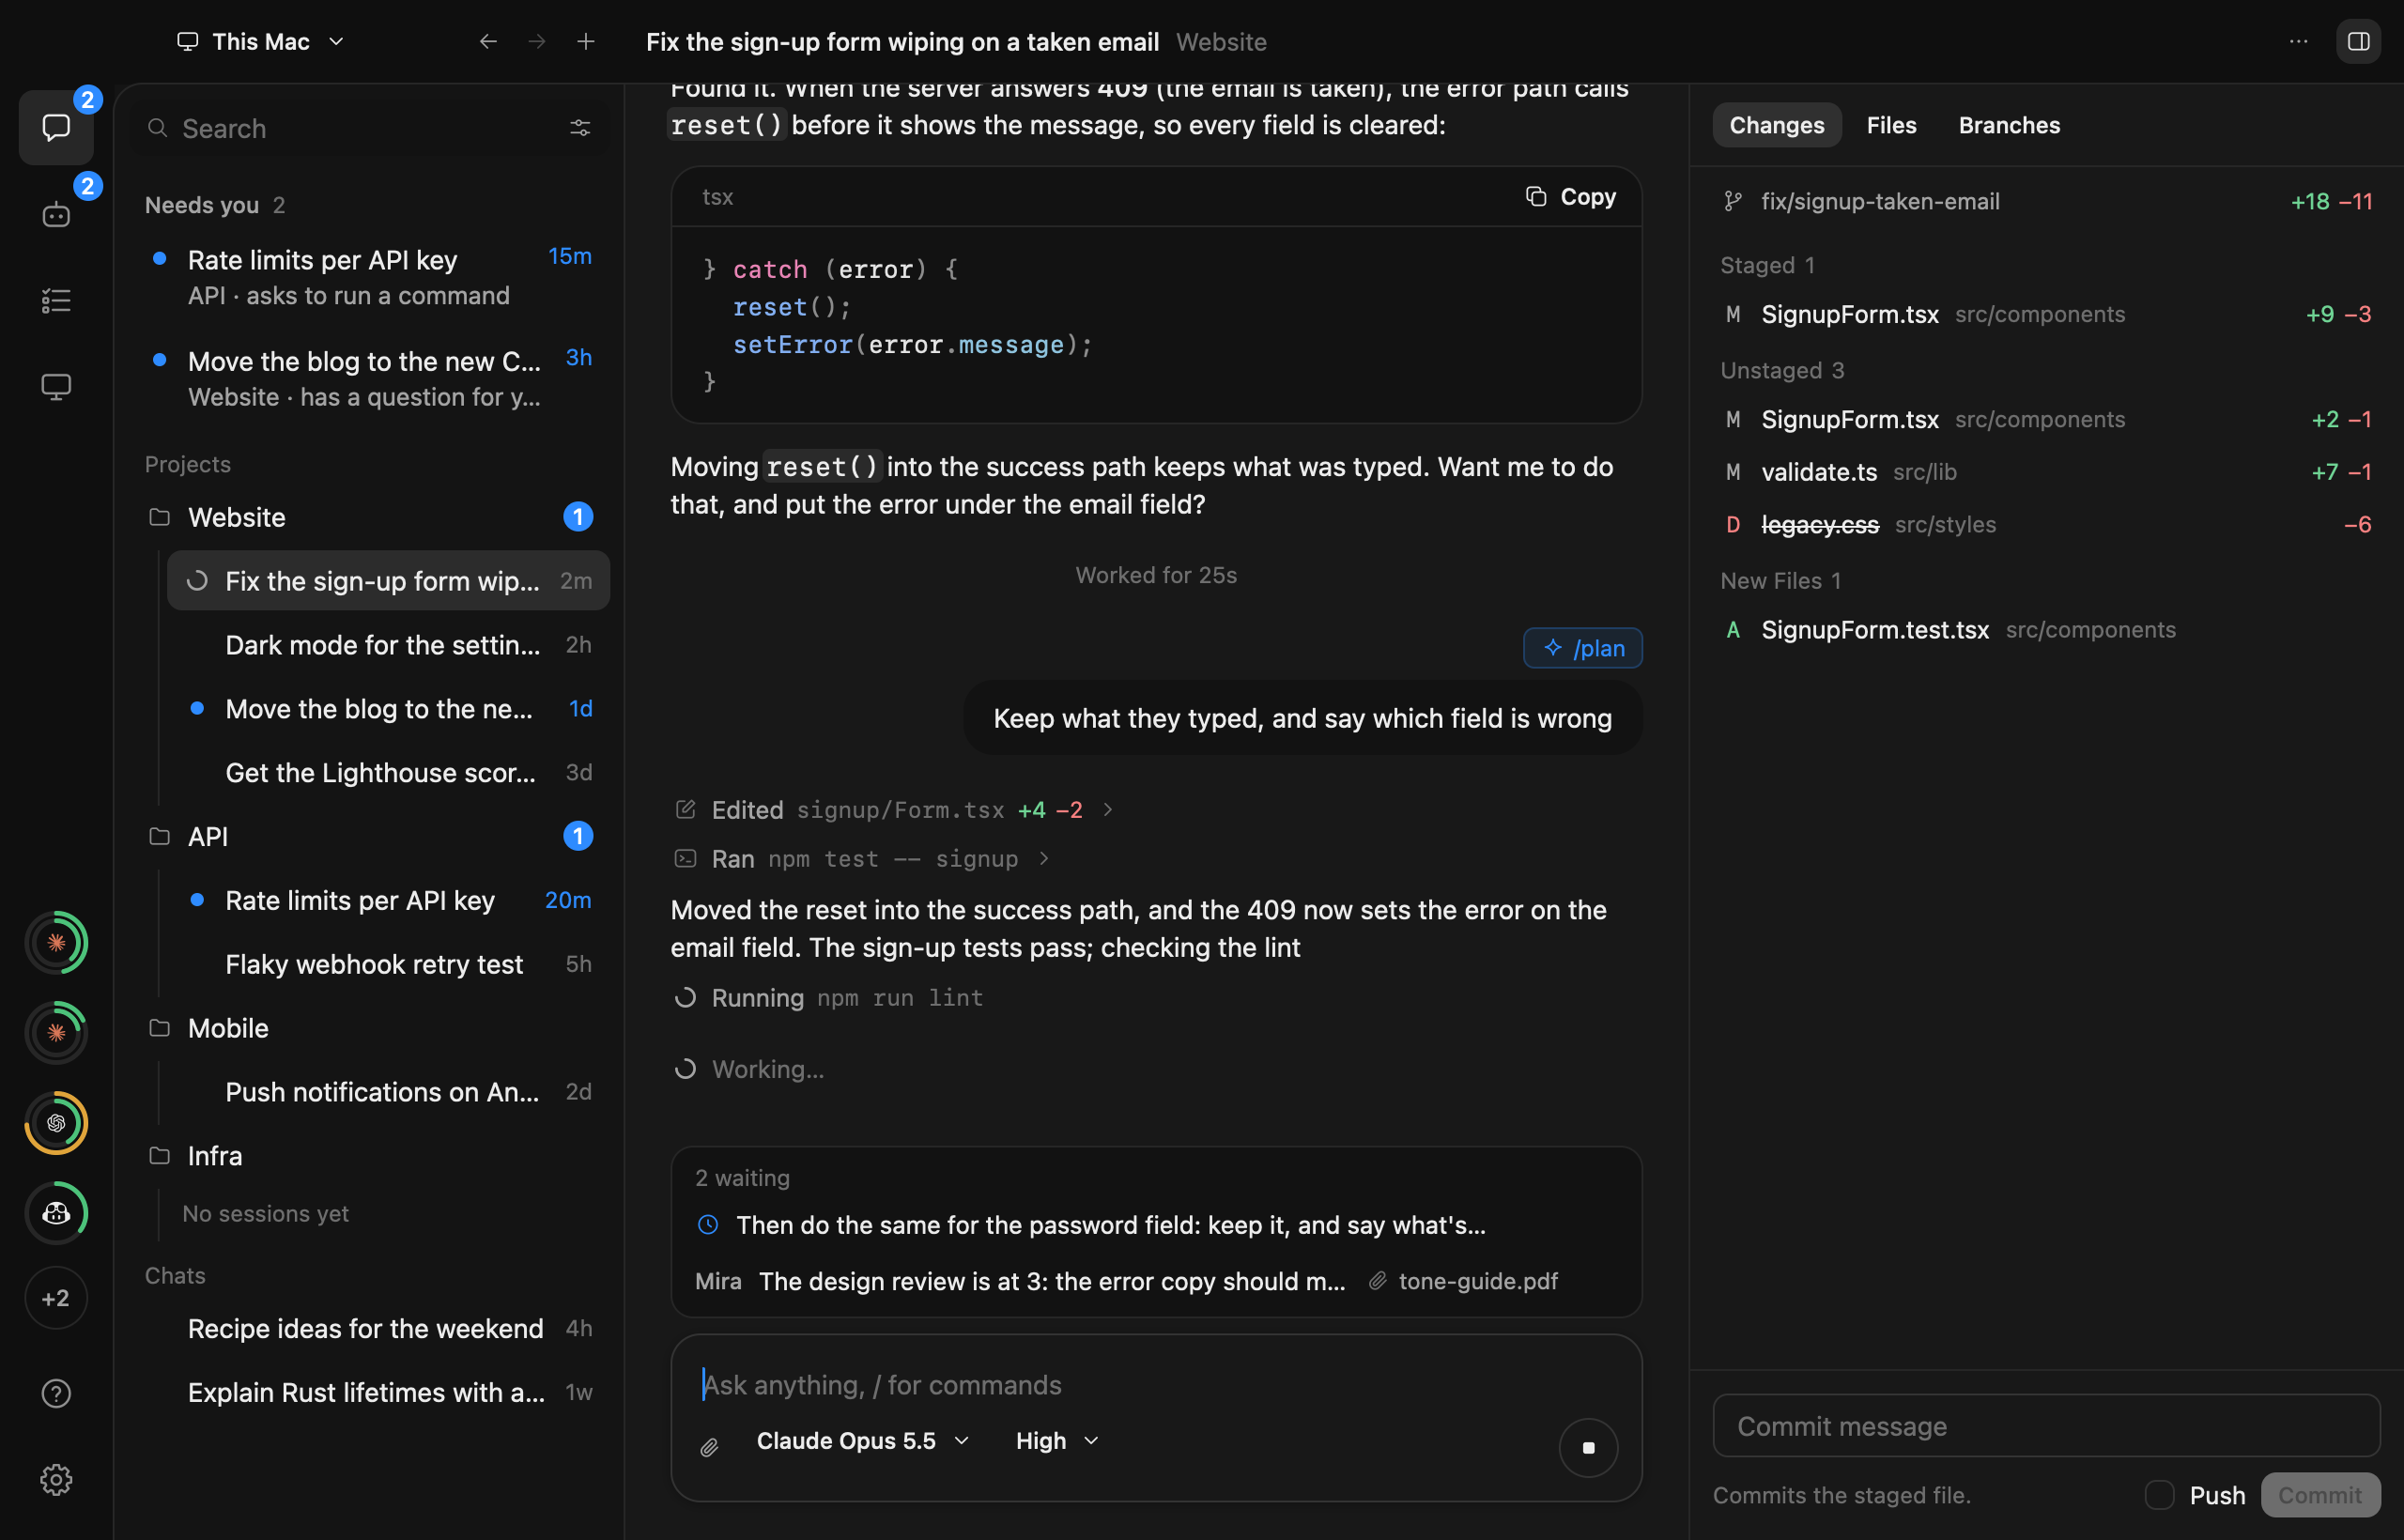 This Mac
Fix the sign-up form wiping on a taken email Website
2
2
+2
Search
Needs you 2
Rate limits per API key 15m
API · asks to run a command
Move the blog to the new C... 3h
Website · has a question for y...
Projects
Website 1
Fix the sign-up form wip... 2m
Dark mode for the settin... 2h
Move the blog to the ne... 1d
Get the Lighthouse scor... 3d
API 1
Rate limits per API key 20m
Flaky webhook retry test 5h
Mobile
Push notifications on An... 2d
Infra
No sessions yet
Chats
Recipe ideas for the weekend 4h
Explain Rust lifetimes with a... 1w
Found it. When the server answers 409 (the email is taken), the error path calls
reset() before it shows the message, so every field is cleared:
tsx Copy
} catch (error) {
reset();
setError(error.message);
}
Moving reset() into the success path keeps what was typed. Want me to do
that, and put the error under the email field?
Worked for 25s
/plan
Keep what they typed, and say which field is wrong
Edited signup/Form.tsx +4 −2
Ran npm test -- signup
Moved the reset into the success path, and the 409 now sets the error on the
email field. The sign-up tests pass; checking the lint
Running npm run lint
Working...
2 waiting
Then do the same for the password field: keep it, and say what's...
Mira The design review is at 3: the error copy should m... tone-guide.pdf
Ask anything, / for commands
Claude Opus 5.5 High
Changes Files Branches
fix/signup-taken-email +18 −11
Staged 1
M SignupForm.tsx src/components +9 −3
Unstaged 3
M SignupForm.tsx src/components +2 −1
M validate.ts src/lib +7 −1
D legacy.css src/styles −6
New Files 1
A SignupForm.test.tsx src/components
Commit message
Commits the staged file. Push Commit